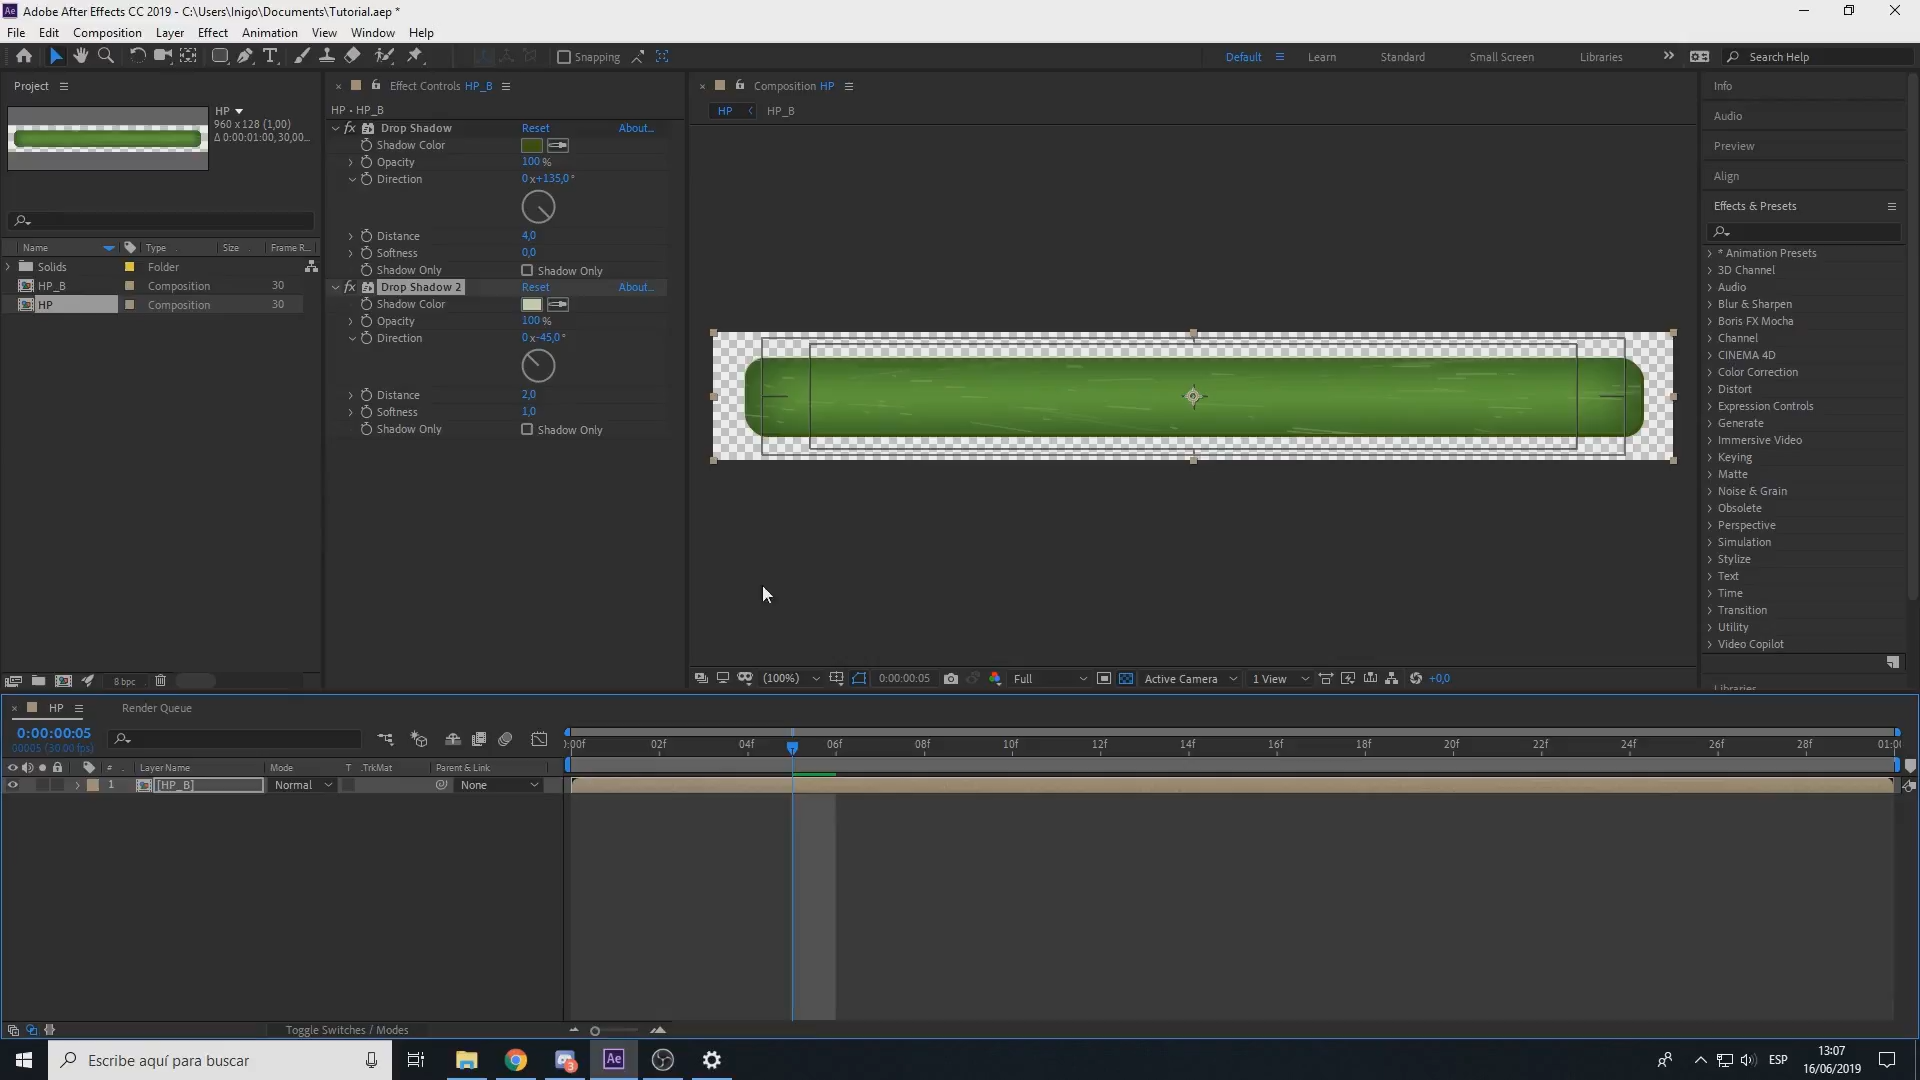 Adobe After Effects CC 2019 - C:\Users\Inigo\Documents\Tutorial.aep *
File Edit Composition Layer Effect Animation View Window Help
Snapping
Default Learn Standard Small Screen Libraries Search Help
Project
HP
960 x 128 (1,00)
Δ 0:00:01:00, 30,00...
Name Type Size Frame R...
Solids Folder
HP_B Composition 30
HP Composition 30
8 bpc
Effect Controls HP_B
HP • HP_B
fx Drop Shadow Reset About...
Shadow Color
Opacity 100 %
Direction 0x+135,0°
Distance 4,0
Softness 0,0
Shadow Only Shadow Only
fx Drop Shadow 2 Reset About...
Shadow Color
Opacity 100 %
Direction 0x-45,0°
Distance 2,0
Softness 1,0
Shadow Only Shadow Only
Composition HP
HP HP_B
(100%) 0:00:00:05 Full Active Camera 1 View +0,0
Info
Audio
Preview
Align
Effects & Presets
* Animation Presets
3D Channel
Audio
Blur & Sharpen
Boris FX Mocha
Channel
CINEMA 4D
Color Correction
Distort
Expression Controls
Generate
Immersive Video
Keying
Matte
Noise & Grain
Obsolete
Perspective
Simulation
Stylize
Text
Time
Transition
Utility
Video Copilot
Libraries
HP Render Queue
0:00:00:05
00005 (30.00 fps)
):00f 02f 04f 06f 08f 10f 12f 14f 16f 18f 20f 22f 24f 26f 28f 01:0(
# Layer Name Mode T .TrkMat Parent & Link
1 [HP_B] Normal None
Toggle Switches / Modes
Escribe aquí para buscar
Ae
3
ESP
13:07
16/06/2019